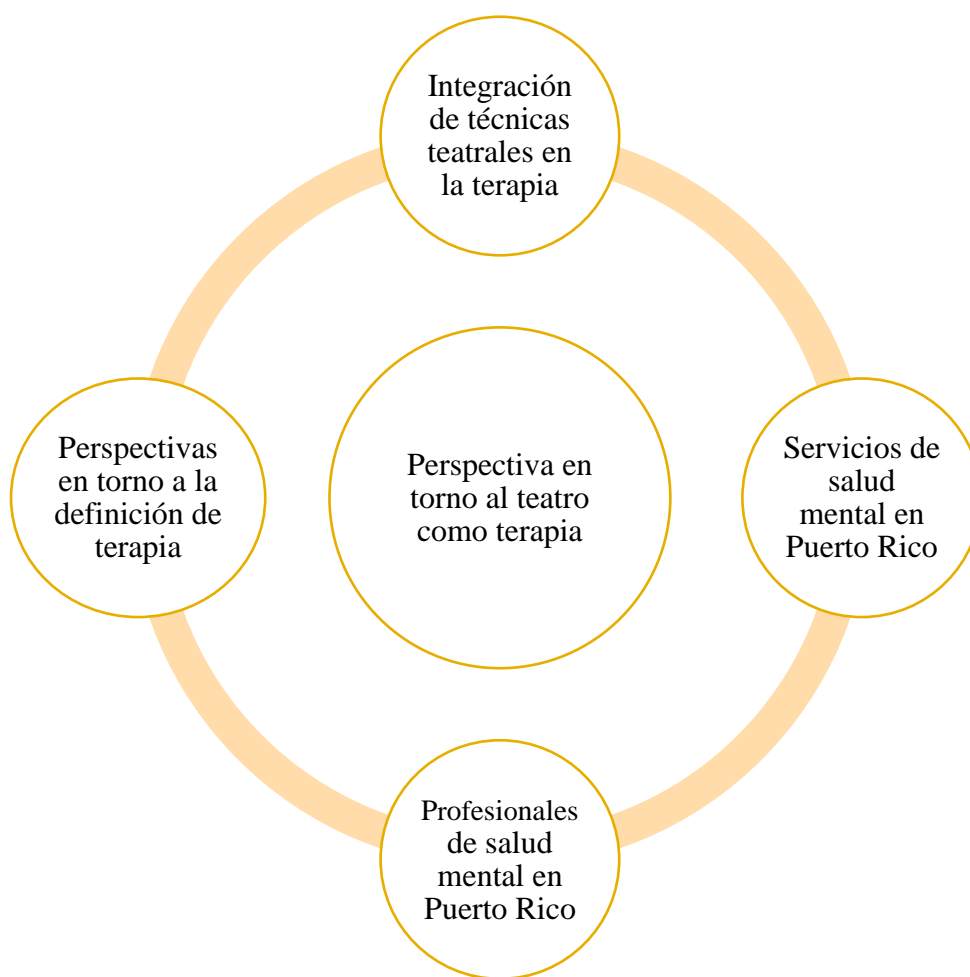 Integración
de técnicas
teatrales en
la terapia
Perspectivas
en torno a la
definición de
terapia
Perspectiva en
torno al teatro
como terapia
Servicios de
salud
mental en
Puerto Rico
Profesionales
de salud
mental en
Puerto Rico